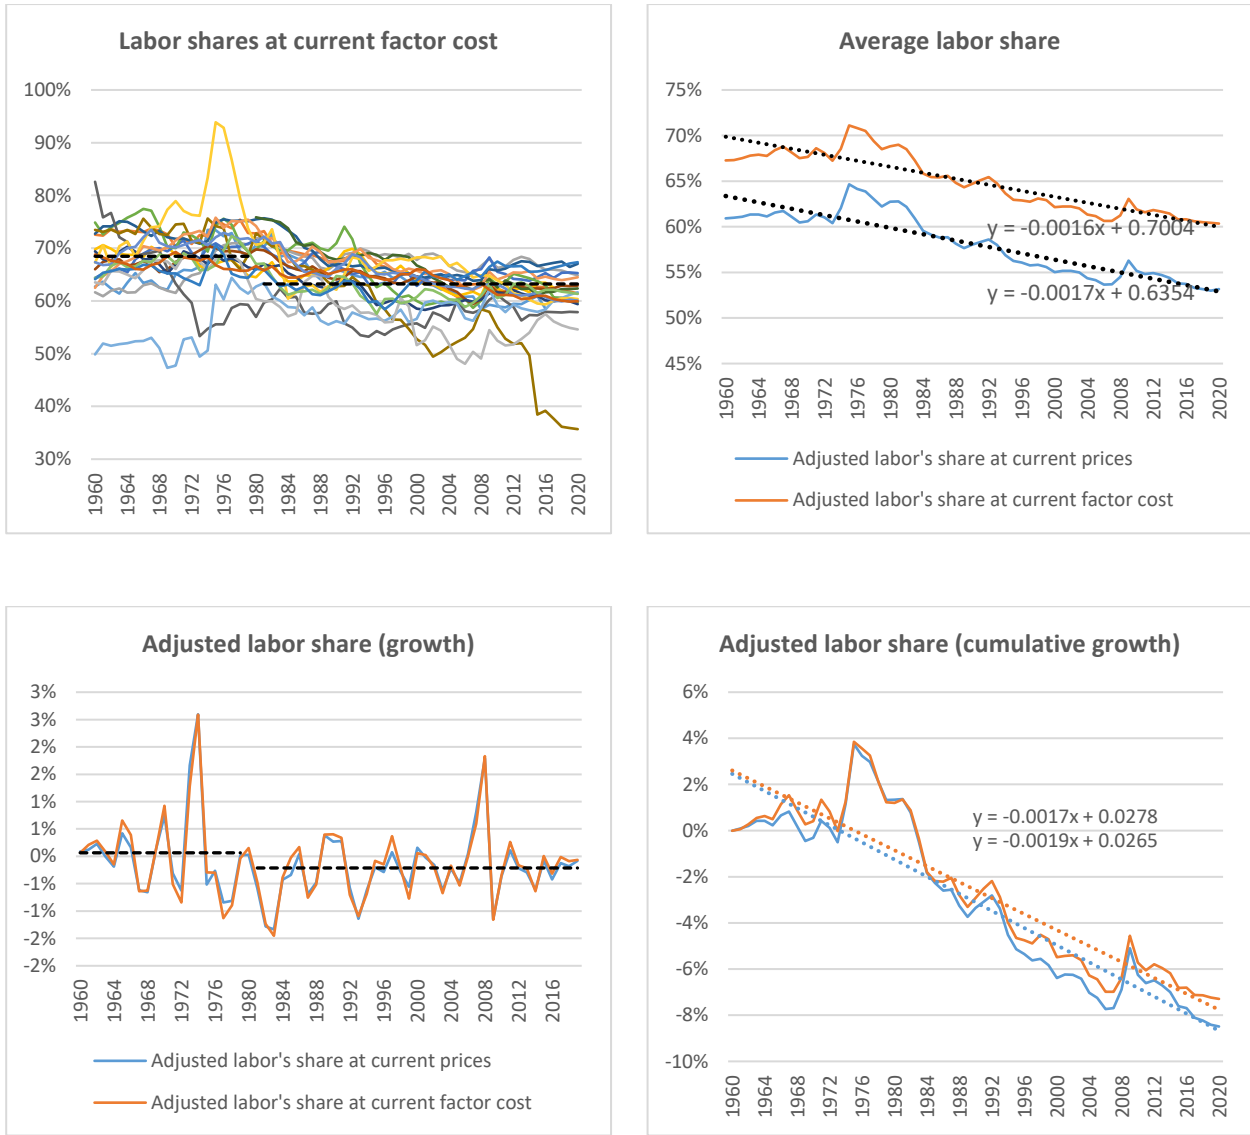 Labor shares at current factor cost
100%
90%
80%
70%
60%
50%
40%
30%
1960 1964 1968 1972 1976 1980 1984 1988 1992 1996 2000 2004 2008 2012 2016 2020
Average labor share
75%
70%
65%
60%
55%
50%
45%
y = -0.0016x + 0.7004
y = -0.0017x + 0.6354
1960 1964 1968 1972 1976 1980 1984 1988 1992 1996 2000 2004 2008 2012 2016 2020
Adjusted labor's share at current prices
Adjusted labor's share at current factor cost
Adjusted labor share (growth)
3%
3%
2%
2%
1%
1%
0%
-1%
-1%
-2%
-2%
1960 1964 1968 1972 1976 1980 1984 1988 1992 1996 2000 2004 2008 2012 2016
Adjusted labor's share at current prices
Adjusted labor's share at current factor cost
Adjusted labor share (cumulative growth)
6%
4%
2%
0%
-2%
-4%
-6%
-8%
-10%
y = -0.0017x + 0.0278
y = -0.0019x + 0.0265
1960 1964 1968 1972 1976 1980 1984 1988 1992 1996 2000 2004 2008 2012 2016 2020